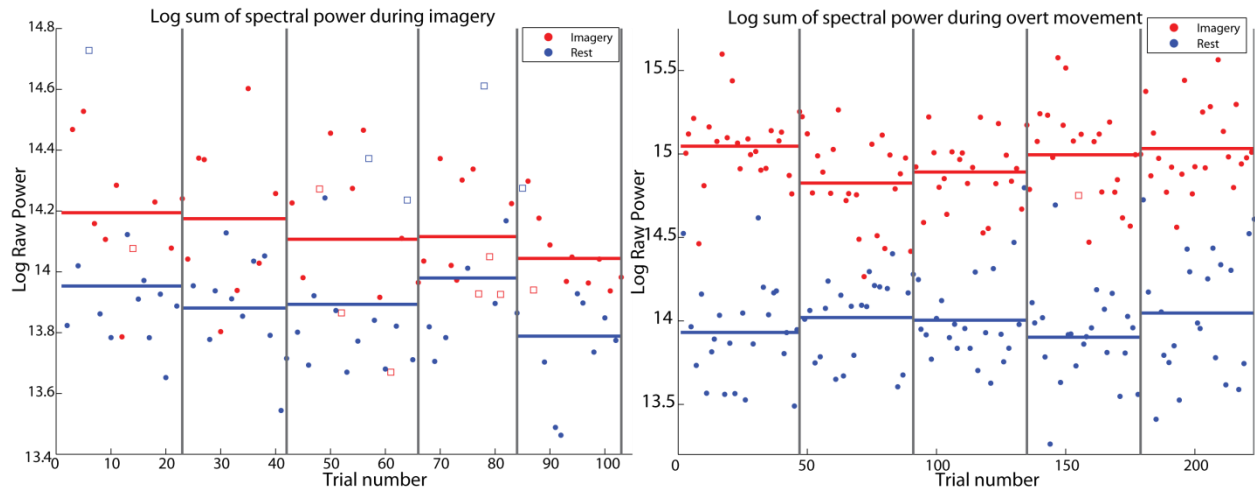 Log sum of spectral power during imagery
Imagery
Rest
Log Raw Power
14.8
14.6
14.4
14.2
14
13.8
13.6
13.4
0
10
20
30
40
50
60
70
80
90
100
Trial number
Log sum of spectral power during overt movement
Imagery
Rest
Log Raw Power
15.5
15
14.5
14
13.5
0
50
100
150
200
Trial number